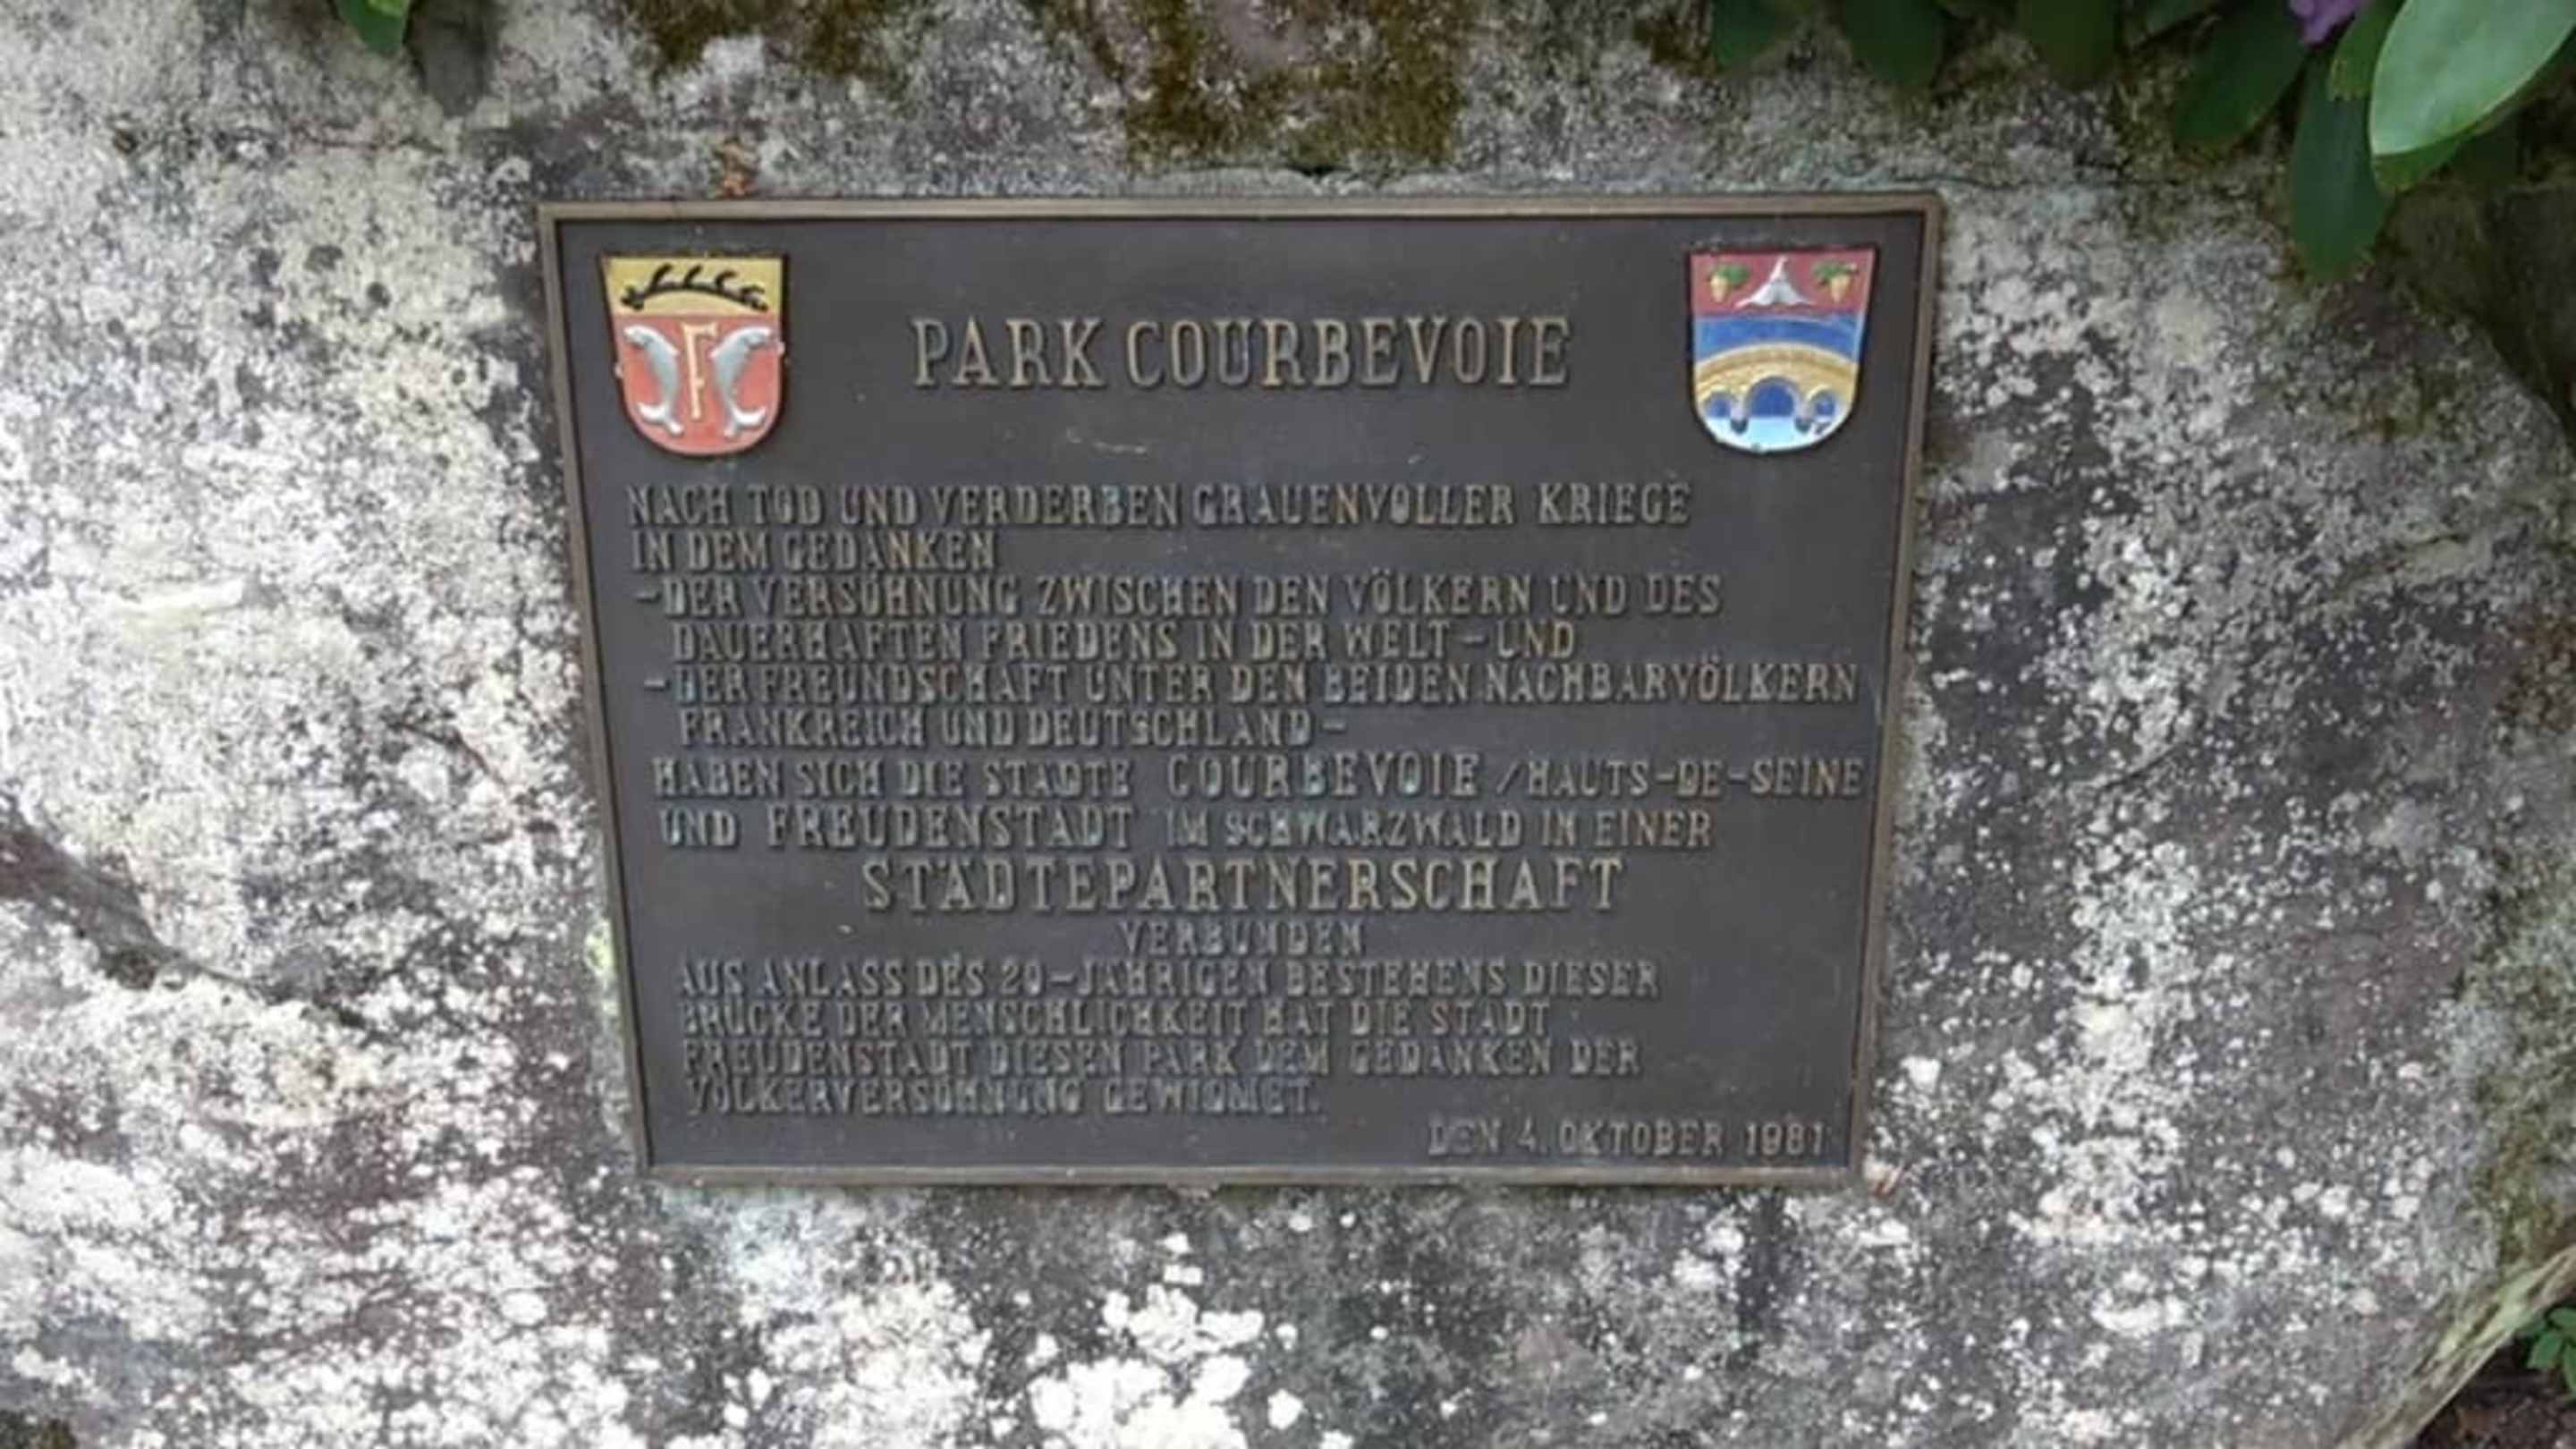 PARK COURBEVOIE
NACH TOD UND VERDERBEN GRAUENVOLLER KRIEGE
IN DEM GEDANKEN
-DER VERSÖHNUNG ZWISCHEN DEN VÖLKERN UND DES
DAUERHAFTEN FRIEDENS IN DER WELT-UND
-DER FREUNDSCHAFT UNTER DEN BEIDEN NACHBARVÖLKERN
FRANKREICH UND DEUTSCHLAND-
HABEN SICH DIE STÄDTE COURBEVOIE /HAUTS-DE-SEINE
UND FREUDENSTADT IM SCHWARZWALD IN EINER
STÄDTEPARTNERSCHAFT
VERBUNDEN
AUS ANLASS DES 20-JÄHRIGEN BESTEHENS DIESER
BRÜCKE DER MENSCHLICHKEIT HAT DIE STADT
FREUDENSTADT DIESEN PARK DEM GEDANKEN DER
VÖLKERVERSÖHNUNG GEWIDMET.
DEN 4. OKTOBER 1981